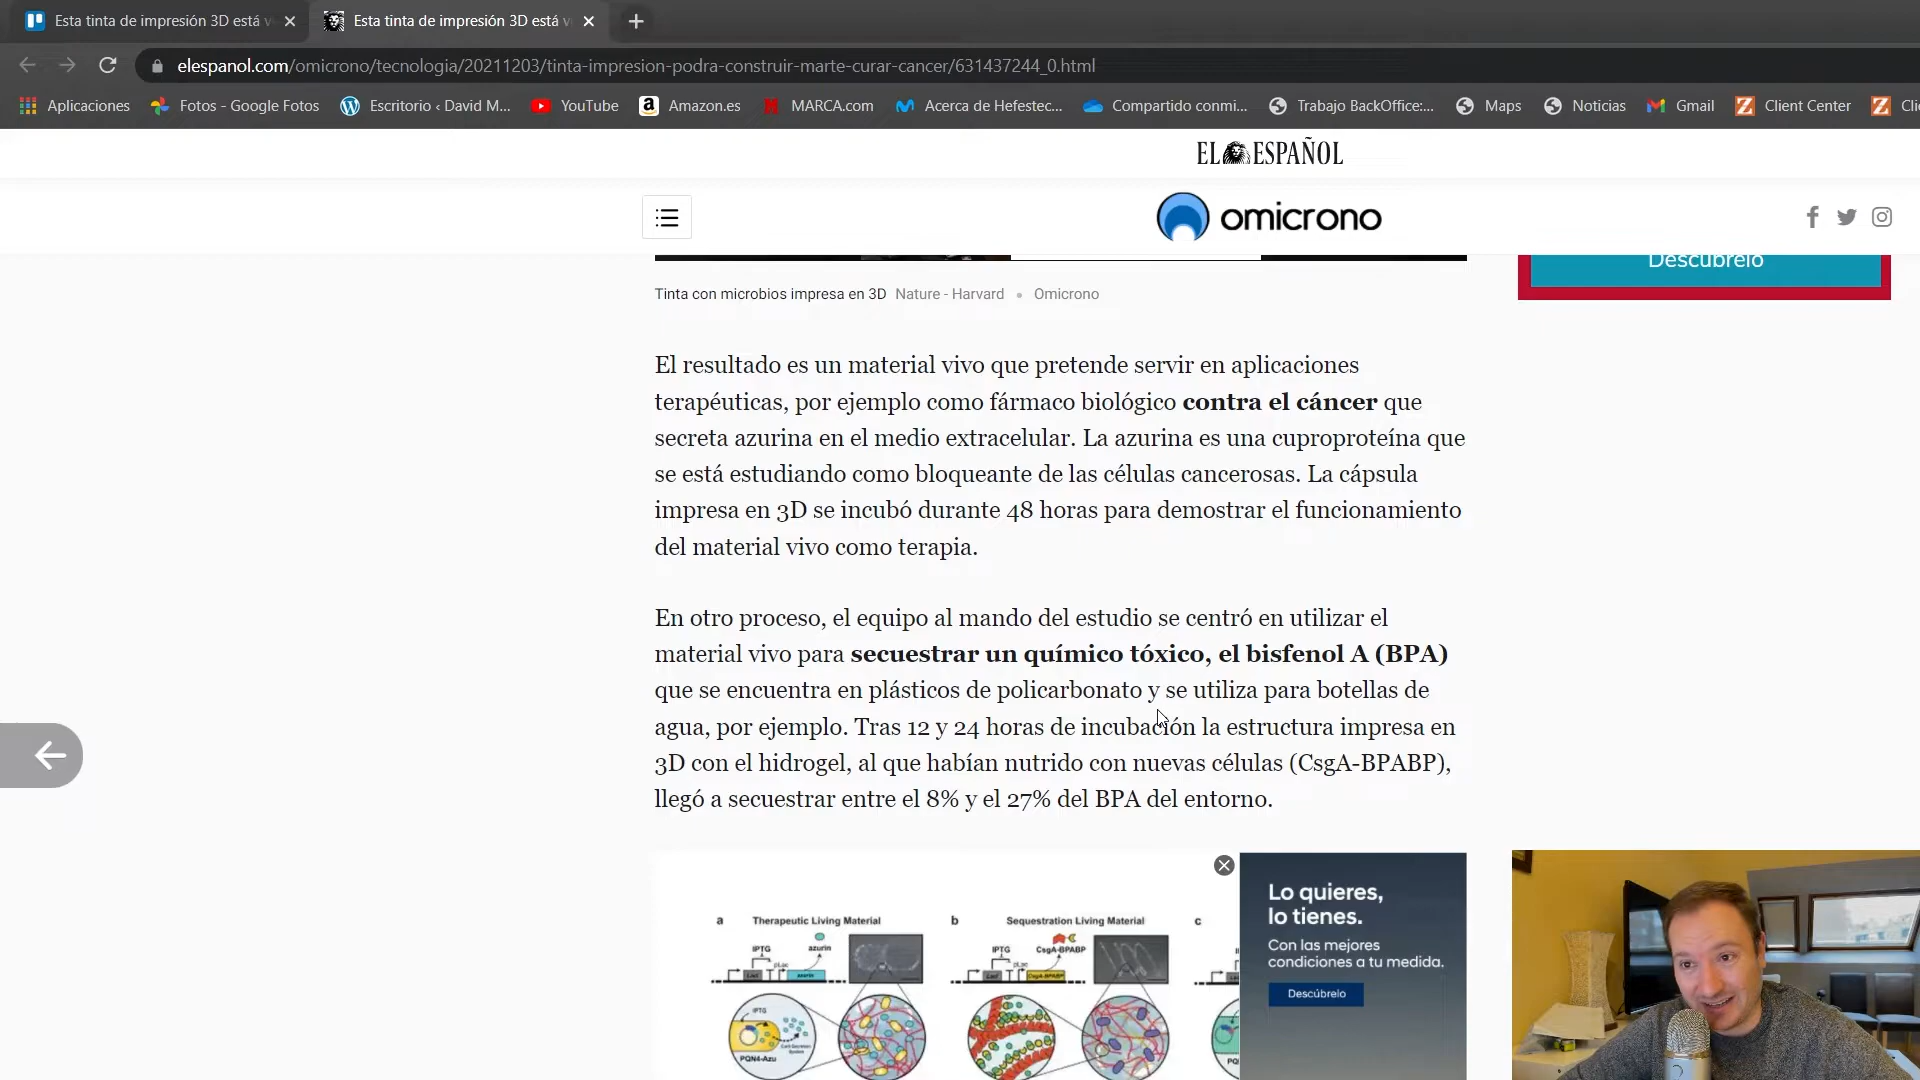 Esta tinta de impresión 3D está v
Esta tinta de impresión 3D está v
elespanol.com/omicrono/tecnologia/20211203/tinta-impresion-podra-construir-marte-curar-cancer/631437244_0.html
Aplicaciones
Fotos - Google Fotos
Escritorio ‹ David M...
YouTube
Amazon.es
MARCA.com
Acerca de Hefestec...
Compartido conmi...
Trabajo BackOffice:...
Maps
Noticias
Gmail
Client Center
Cli
EL ESPAÑOL
omicrono
Descúbrelo
Tinta con microbios impresa en 3D Nature - Harvard • Omicrono
El resultado es un material vivo que pretende servir en aplicaciones
terapéuticas, por ejemplo como fármaco biológico contra el cáncer que
secreta azurina en el medio extracelular. La azurina es una cuproproteína que
se está estudiando como bloqueante de las células cancerosas. La cápsula
impresa en 3D se incubó durante 48 horas para demostrar el funcionamiento
del material vivo como terapia.
En otro proceso, el equipo al mando del estudio se centró en utilizar el
material vivo para secuestrar un químico tóxico, el bisfenol A (BPA)
que se encuentra en plásticos de policarbonato y se utiliza para botellas de
agua, por ejemplo. Tras 12 y 24 horas de incubación la estructura impresa en
3D con el hidrogel, al que habían nutrido con nuevas células (CsgA-BPABP),
llegó a secuestrar entre el 8% y el 27% del BPA del entorno.
a Therapeutic Living Material
IPTG
azurin
IPTG
PQN4-Azu
b Sequestration Living Material
IPTG
CsgA-BPABP
c
Lo quieres,
lo tienes.
Con las mejores
condiciones a tu medida.
Descúbrelo